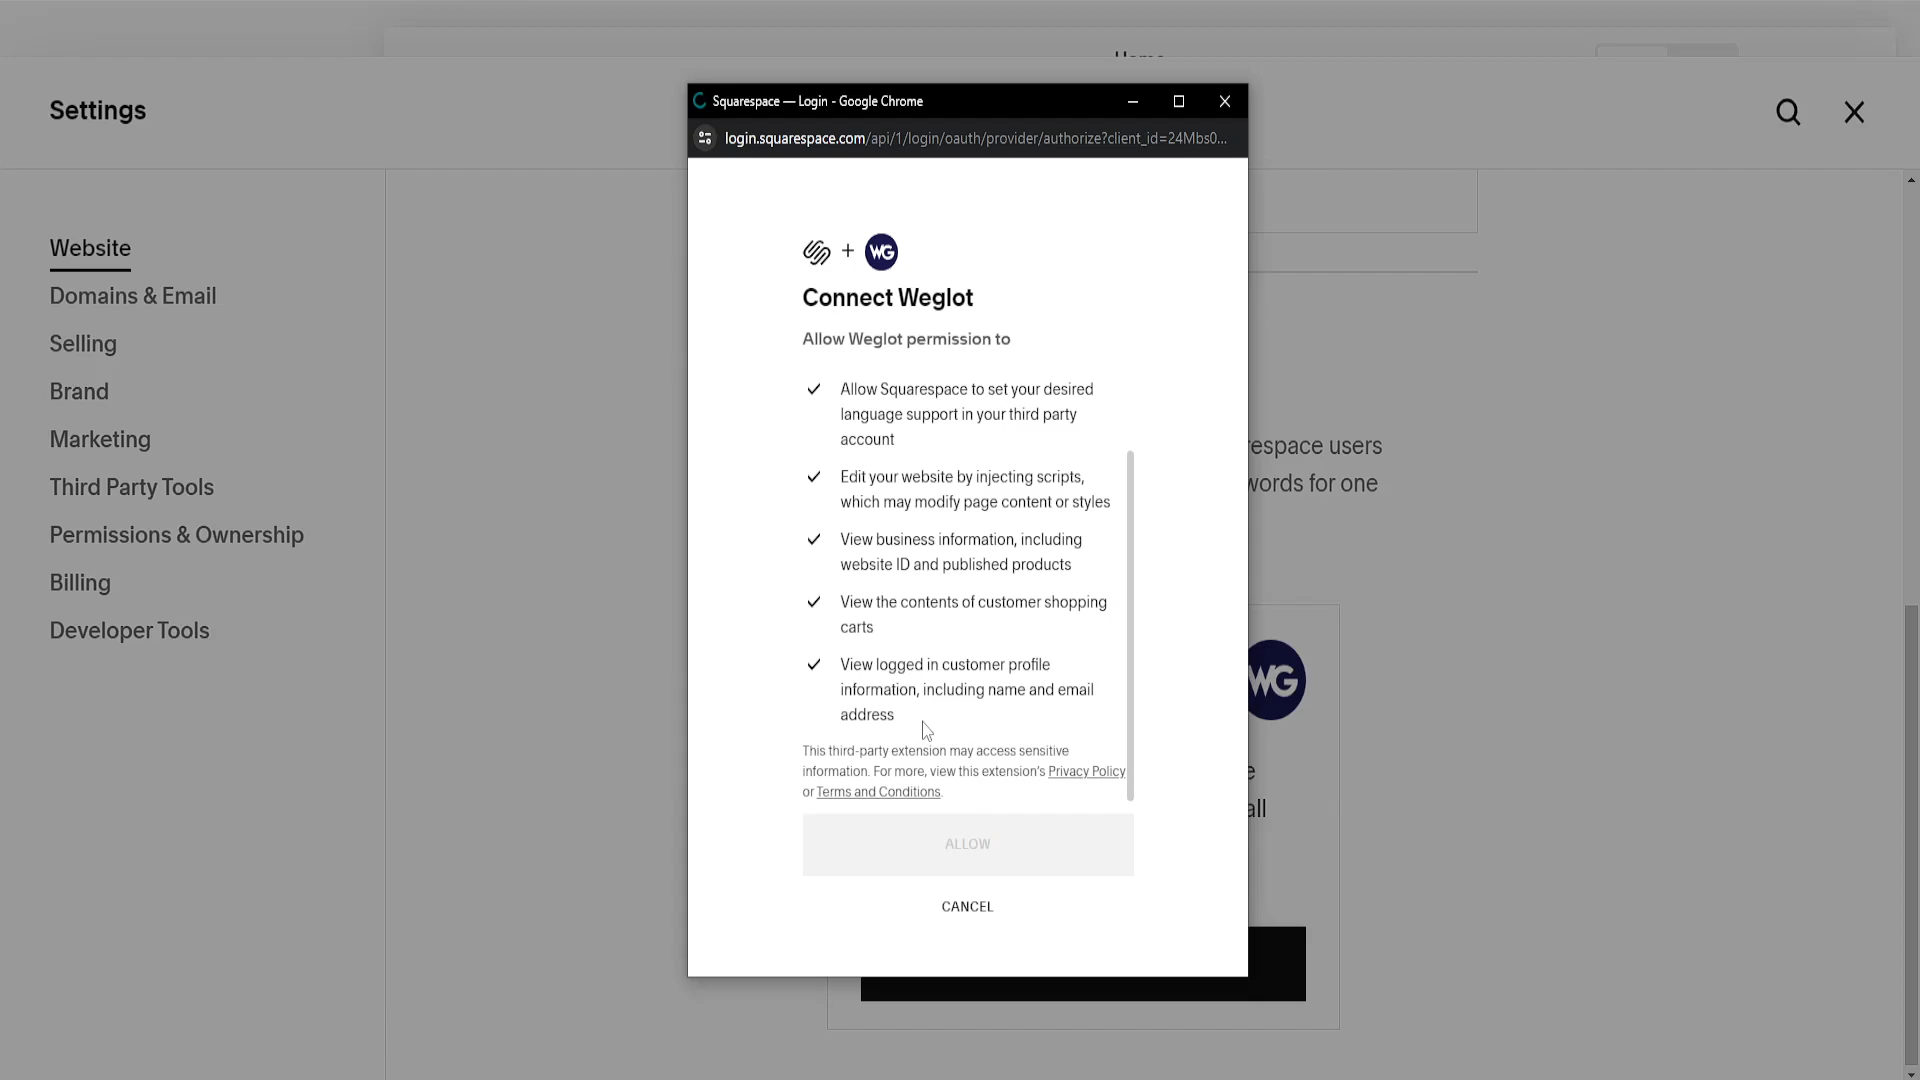 Settings
Website
Domains & Email
Selling
Brand
Marketing
Third Party Tools
Permissions & Ownership
Billing
Developer Tools
Squarespace — Login - Google Chrome
login.squarespace.com/api/1/login/oauth/provider/authorize?client_id=24Mbs0...
+ WG
Connect Weglot
Allow Weglot permission to
Allow Squarespace to set your desired
language support in your third party
account
Edit your website by injecting scripts,
which may modify page content or styles
View business information, including
website ID and published products
View the contents of customer shopping
carts
View logged in customer profile
information, including name and email
address
This third-party extension may access sensitive
information. For more, view this extension's Privacy Policy
or Terms and Conditions.
ALLOW
CANCEL
espace users
words for one
WG
e
all